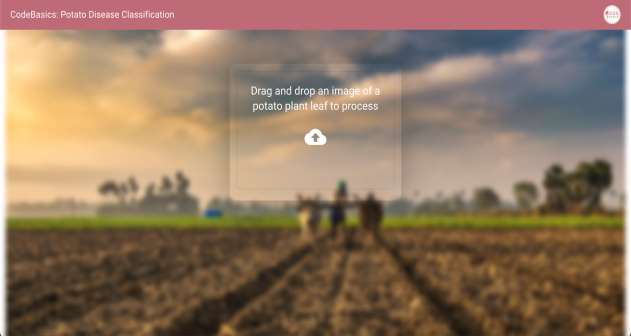 CodeBasics: Potato Disease Classification
Drag and drop an image of a
potato plant leaf to process